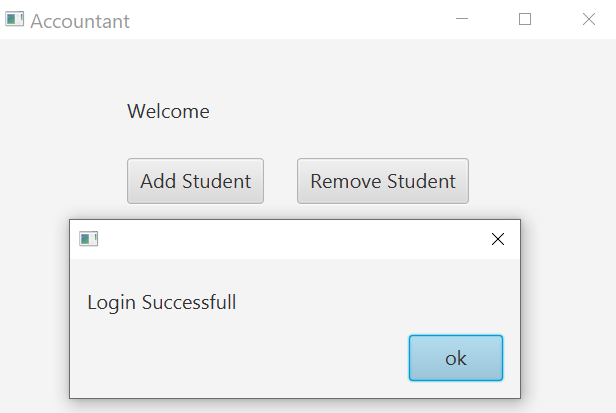 Accountant
Welcome
Add Student Remove Student
Login Successfull
ok